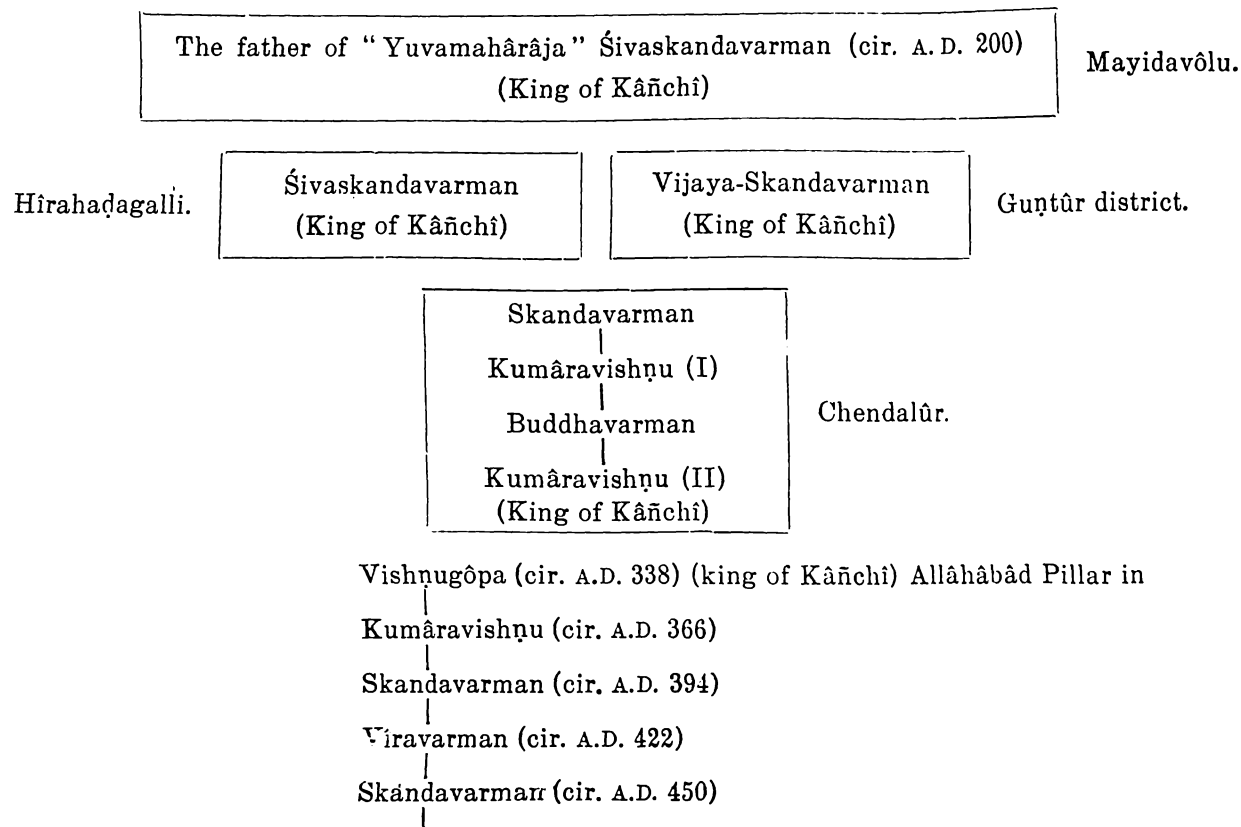 The father of “Yuvamahârâja” Śivaskandavarman (cir. A.D. 200)
(King of Kâñchî)
Mayidavôlu.
Hîrahaḍagalli.
Śivaskandavarman
(King of Kâñchî)
Vijaya-Skandavarman
(King of Kâñchî)
Guṇtûr district.
Skandavarman
Kumâravishṇu (I)
Buddhavarman
Kumâravishṇu (II)
(King of Kâñchî)
Chendalûr.
Vishṇugôpa (cir. A.D. 338) (king of Kâñchî) Allâhâbâd Pillar in
Kumâravishṇu (cir. A.D. 366)
Skandavarman (cir. A.D. 394)
Vîravarman (cir. A.D. 422)
Skandavarman (cir. A.D. 450)